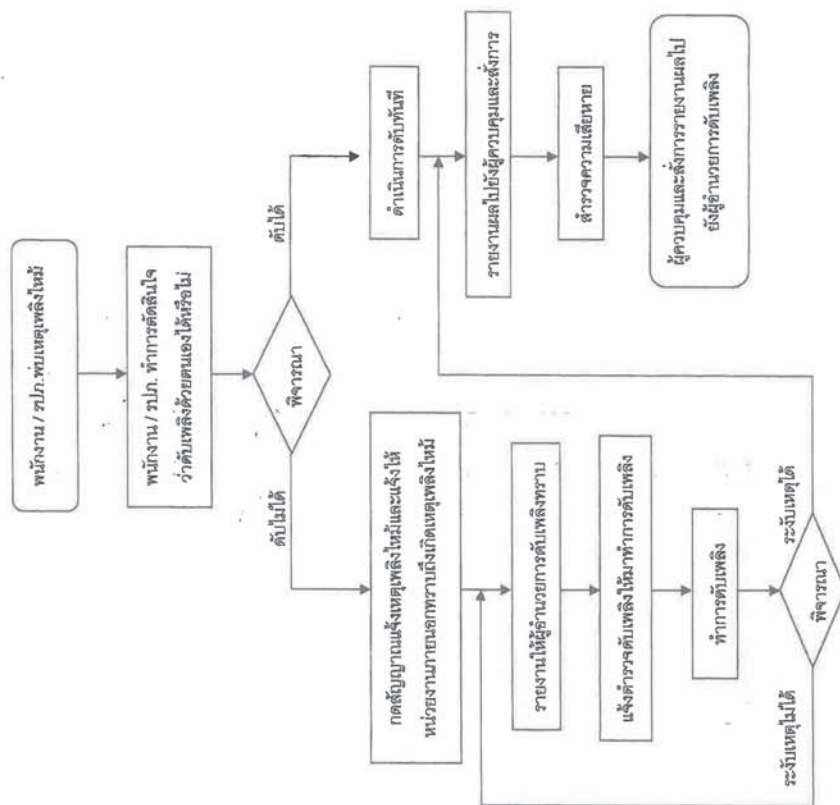 พนักงาน / รปภ.พบเหตุเพลิงไหม้
พนักงาน / รปภ. ทำการตัดสินใจ
ว่าดับเพลิงด้วยตนเองได้หรือไม่
พิจารณา
ดับไม่ได้
ดับได้
กดสัญญาณแจ้งเหตุเพลิงไหม้และแจ้งให้
หน่วยงานภายนอกทราบถึงเกิดเหตุเพลิงไหม้
รายงานให้ผู้อำนวยการดับเพลิงทราบ
แจ้งตำรวจดับเพลิงให้มาทำการดับเพลิง
ทำการดับเพลิง
พิจารณา
ระงับเหตุไม่ได้
ระงับเหตุได้
ดำเนินการดับทันที
รายงานผลไปยังผู้ควบคุมและสั่งการ
สำรวจความเสียหาย
ผู้ควบคุมและสั่งการรายงานผลไป
ยังผู้อำนวยการดับเพลิง